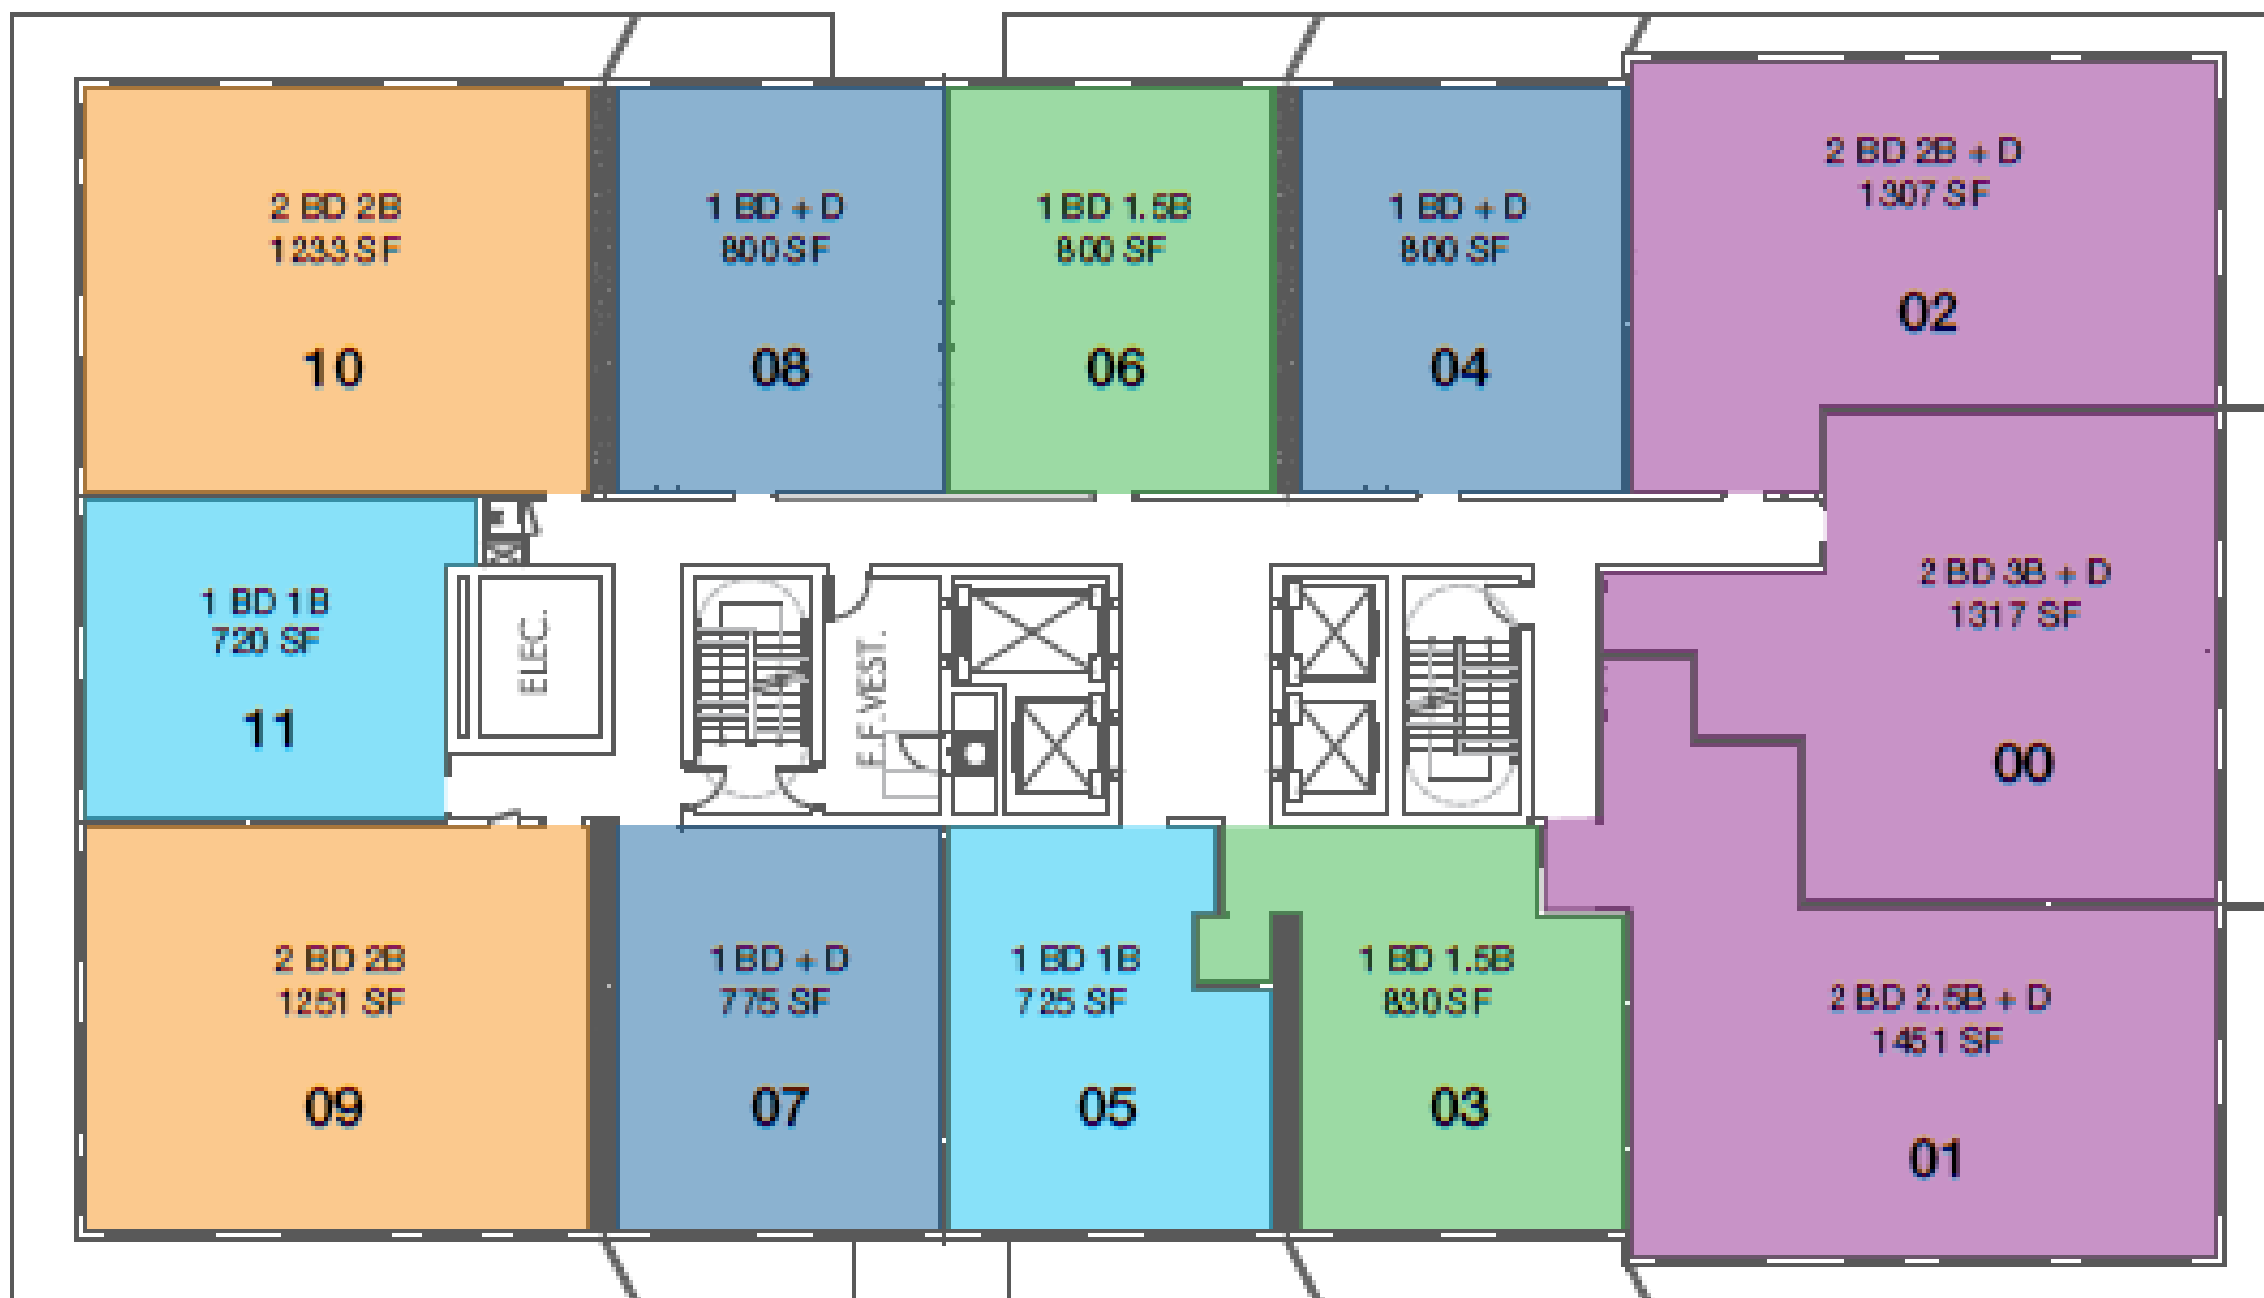 2 BD 2B
1233 SF
10
1 BD + D
800 SF
08
1 BD 1.5B
800 SF
06
1 BD + D
800 SF
04
2 BD 2B + D
1307 SF
02
1 BD 1B
720 SF
11
ELEC.
F.F.VEST.
2 BD 3B + D
1317 SF
00
2 BD 2B
1251 SF
09
1 BD + D
775 SF
07
1 BD 1B
725 SF
05
1 BD 1.5B
830 SF
03
2 BD 2.5B + D
1451 SF
01